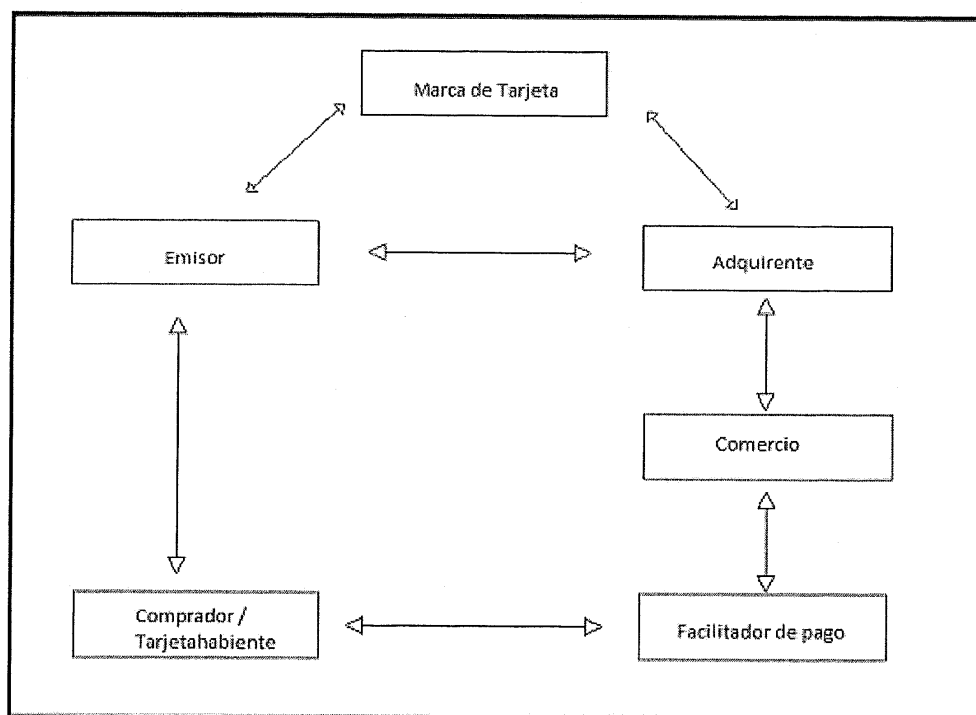 Marca de Tarjeta
Emisor
Adquirente
Comercio
Comprador /
Tarjetahabiente
Facilitador de pago